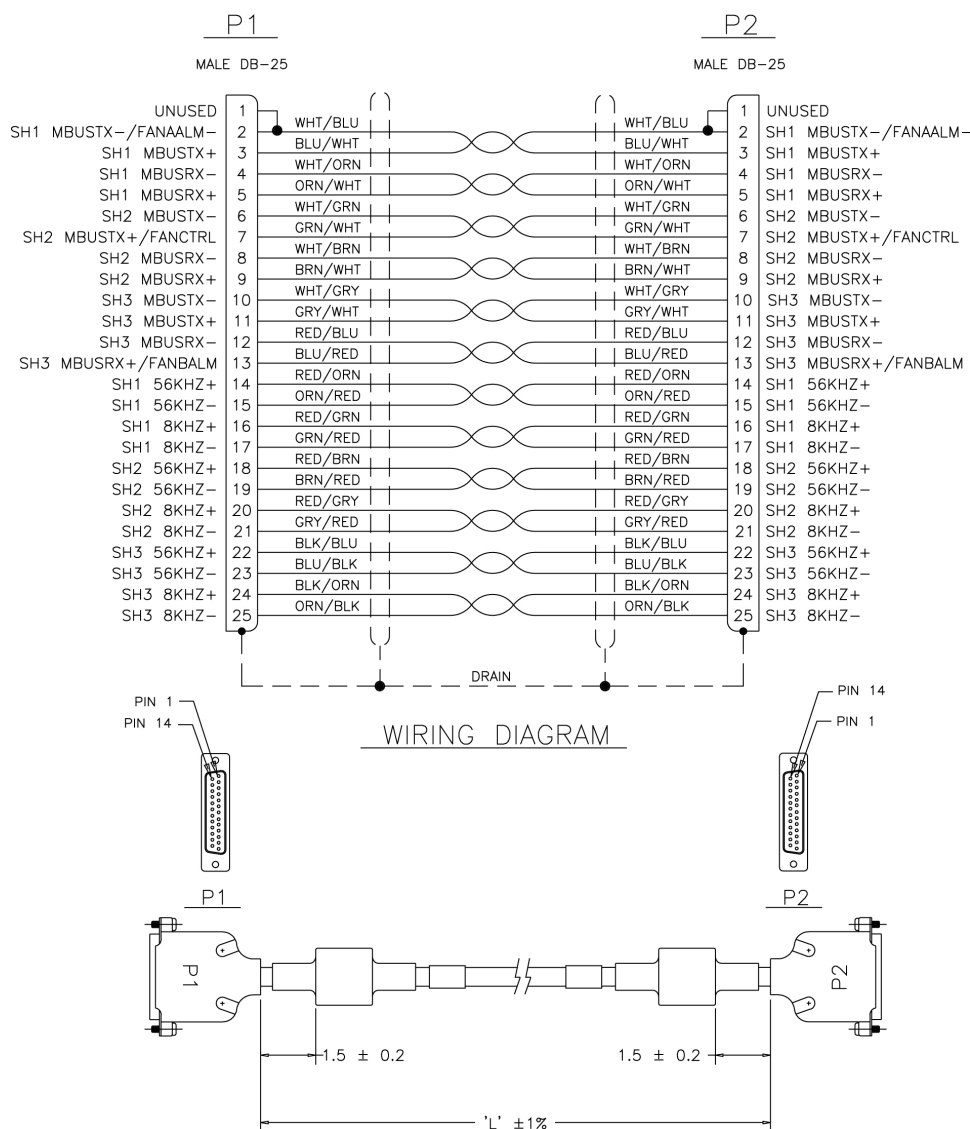 P1 P2
MALE DB-25 MALE DB-25
UNUSED 1 1 UNUSED
SH1 MBUSTX-/FANAALM- 2 WHT/BLU WHT/BLU 2 SH1 MBUSTX-/FANAALM-
SH1 MBUSTX+ 3 BLU/WHT BLU/WHT 3 SH1 MBUSTX+
SH1 MBUSRX- 4 WHT/ORN WHT/ORN 4 SH1 MBUSRX-
SH1 MBUSRX+ 5 ORN/WHT ORN/WHT 5 SH1 MBUSRX+
SH2 MBUSTX- 6 WHT/GRN WHT/GRN 6 SH2 MBUSTX-
SH2 MBUSTX+/FANCTRL 7 GRN/WHT GRN/WHT 7 SH2 MBUSTX+/FANCTRL
SH2 MBUSRX- 8 WHT/BRN WHT/BRN 8 SH2 MBUSRX-
SH2 MBUSRX+ 9 BRN/WHT BRN/WHT 9 SH2 MBUSRX+
SH3 MBUSTX- 10 WHT/GRY WHT/GRY 10 SH3 MBUSTX-
SH3 MBUSTX+ 11 GRY/WHT GRY/WHT 11 SH3 MBUSTX+
SH3 MBUSRX- 12 RED/BLU RED/BLU 12 SH3 MBUSRX-
SH3 MBUSRX+/FANBALM 13 BLU/RED BLU/RED 13 SH3 MBUSRX+/FANBALM
SH1 56KHZ+ 14 RED/ORN RED/ORN 14 SH1 56KHZ+
SH1 56KHZ- 15 ORN/RED ORN/RED 15 SH1 56KHZ-
SH1 8KHZ+ 16 RED/GRN RED/GRN 16 SH1 8KHZ+
SH1 8KHZ- 17 GRN/RED GRN/RED 17 SH1 8KHZ-
SH2 56KHZ+ 18 RED/BRN RED/BRN 18 SH2 56KHZ+
SH2 56KHZ- 19 BRN/RED BRN/RED 19 SH2 56KHZ-
SH2 8KHZ+ 20 RED/GRY RED/GRY 20 SH2 8KHZ+
SH2 8KHZ- 21 GRY/RED GRY/RED 21 SH2 8KHZ-
SH3 56KHZ+ 22 BLK/BLU BLK/BLU 22 SH3 56KHZ+
SH3 56KHZ- 23 BLU/BLK BLU/BLK 23 SH3 56KHZ-
SH3 8KHZ+ 24 BLK/ORN BLK/ORN 24 SH3 8KHZ+
SH3 8KHZ- 25 ORN/BLK ORN/BLK 25 SH3 8KHZ-
DRAIN
PIN 1 PIN 14
PIN 14 PIN 1
WIRING DIAGRAM
P1 P2
P1 P2
1.5 ± 0.2 1.5 ± 0.2
'L' ±1%